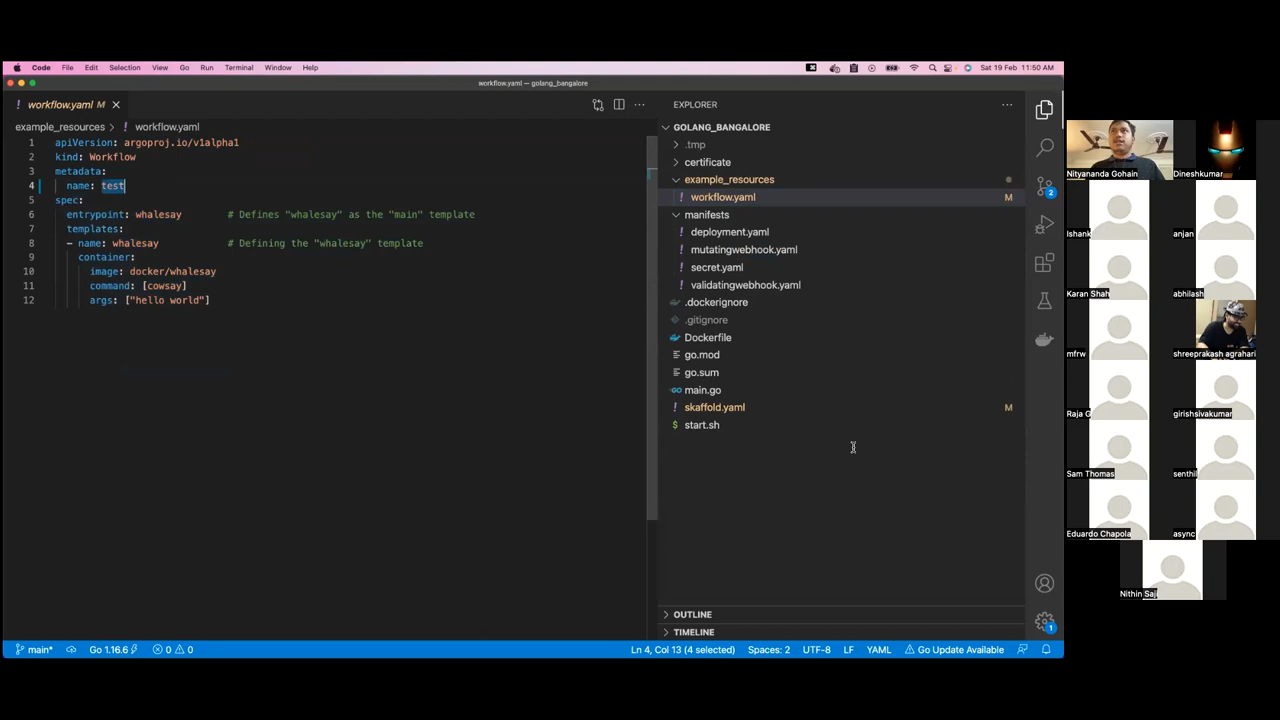 Code File Edit Selection View Go Run Terminal Window Help Sat 19 Feb 11:50 AM
workflow.yaml — golang_bangalore
! workflow.yaml M
example_resources > ! workflow.yaml
1 apiVersion: argoproj.io/v1alpha1
2 kind: Workflow
3 metadata:
4 name: test
5 spec:
6 entrypoint: whalesay # Defines "whalesay" as the "main" template
7 templates:
8 - name: whalesay # Defining the "whalesay" template
9 container:
10 image: docker/whalesay
11 command: [cowsay]
12 args: ["hello world"]
EXPLORER
GOLANG_BANGALORE
.tmp
certificate
example_resources
! workflow.yaml M
manifests
! deployment.yaml
! mutatingwebhook.yaml
! secret.yaml
! validatingwebhook.yaml
.dockerignore
.gitignore
Dockerfile
go.mod
go.sum
main.go
! skaffold.yaml M
$ start.sh
OUTLINE
TIMELINE
2
1
main* Go 1.16.6 0 0 Ln 4, Col 13 (4 selected) Spaces: 2 UTF-8 LF YAML Go Update Available
Nityananda Gohain Dineshkumar
Ishank anjan
Karan Shah abhilash
mfrw shreeprakash agrahari
Raja G girishsivakumar
Sam Thomas senthil
Eduardo Chapola async
Nithin Saji